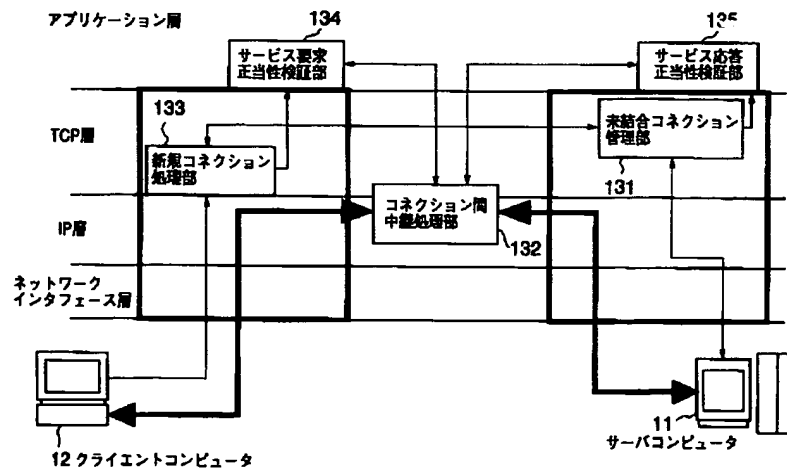 アプリケーション層
134
135
サービス要求
正当性検証部
サービス応答
正当性検証部
TCP層
133
新規コネクション
処理部
未結合コネクション
管理部
131
IP層
コネクション間
中継処理部
132
ネットワーク
インタフェース層
12 クライアントコンピュータ
11
サーバコンピュータ